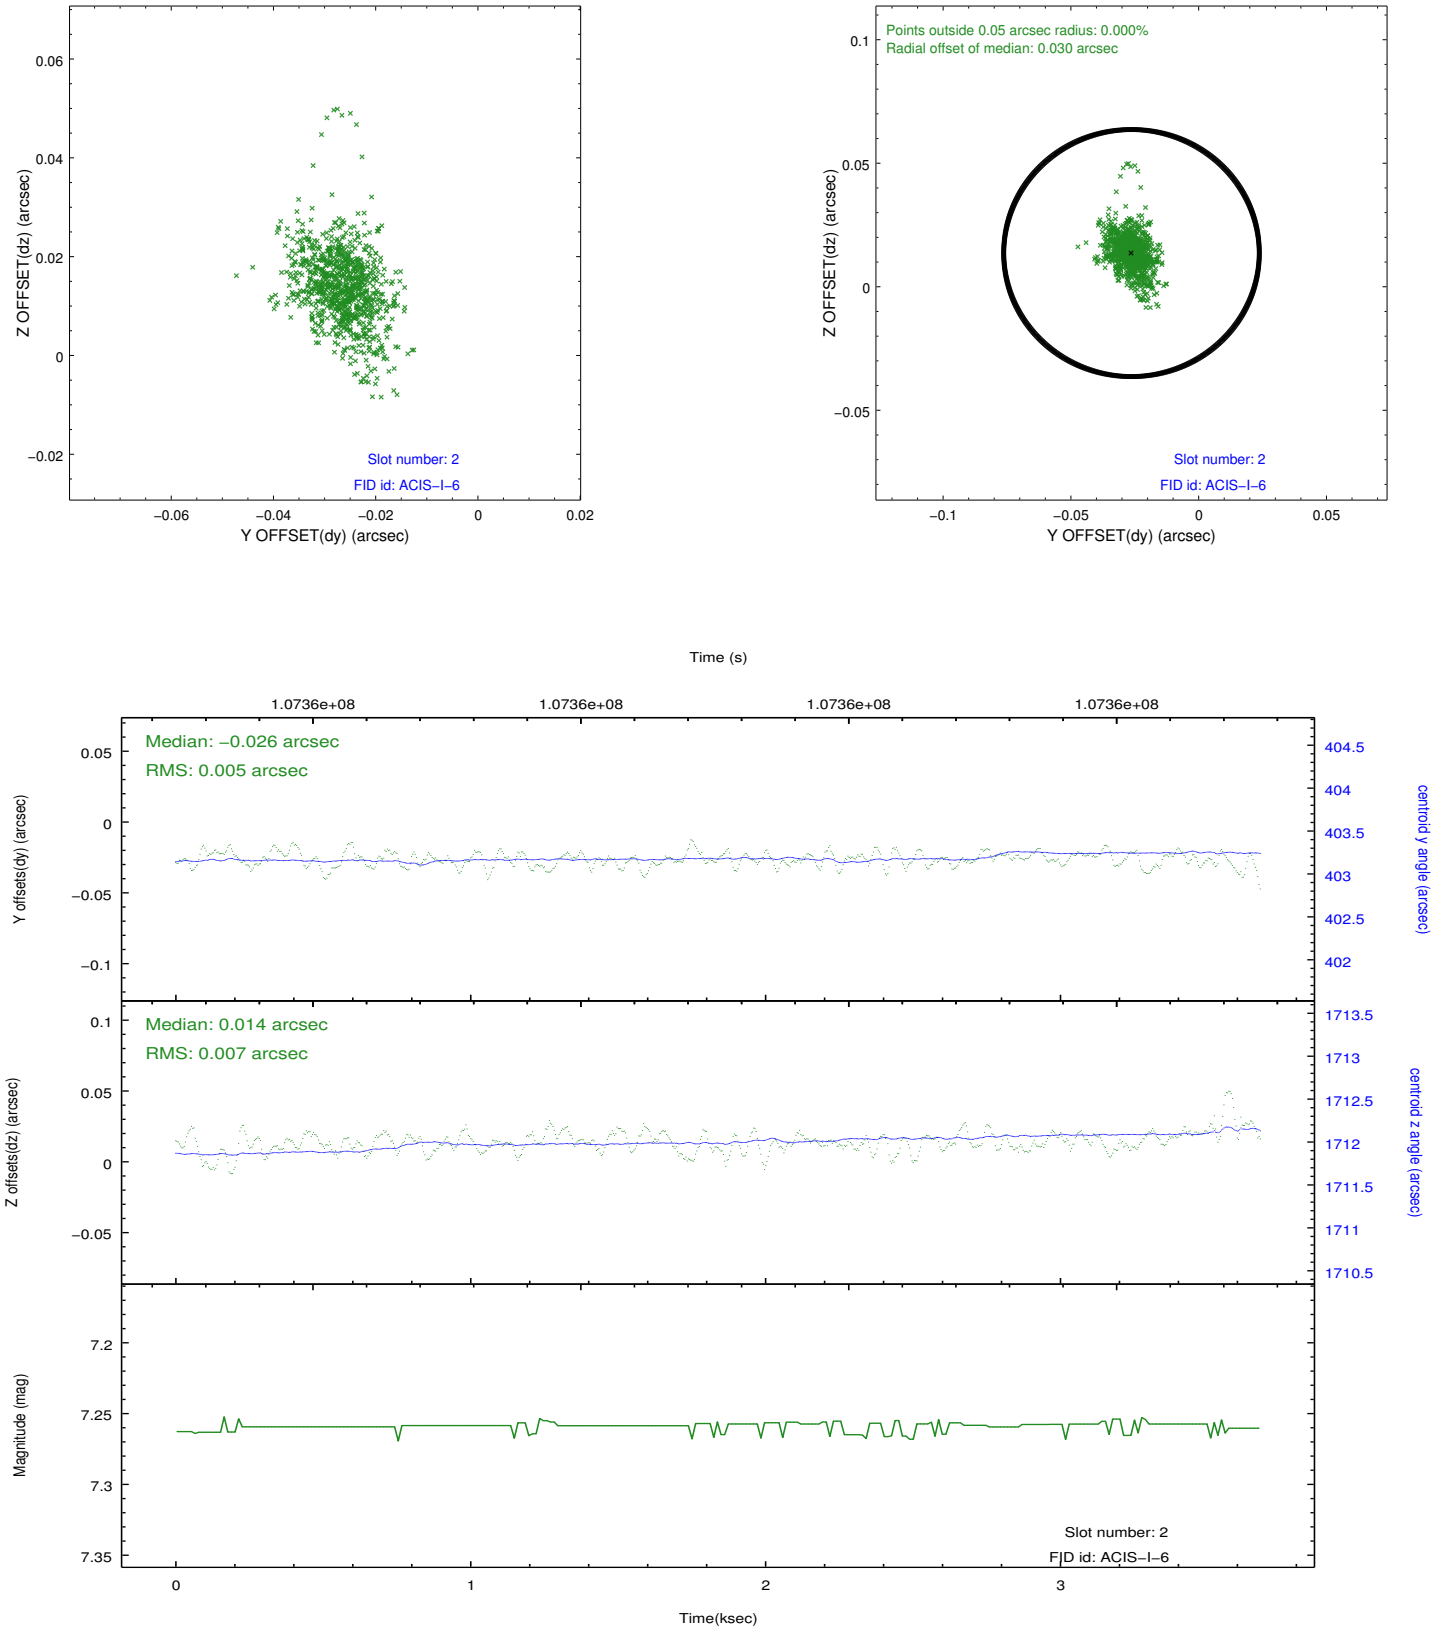 0.06
0.04
0.02
0
−0.02
Z OFFSET(dz) (arcsec)
Slot number: 2
FID id: ACIS−I−6
−0.06
−0.04
−0.02
0
0.02
Y OFFSET(dy) (arcsec)
Points outside 0.05 arcsec radius: 0.000%
Radial offset of median: 0.030 arcsec
0.1
0.05
0
−0.05
Z OFFSET(dz) (arcsec)
Slot number: 2
FID id: ACIS−I−6
−0.1
−0.05
0
0.05
Y OFFSET(dy) (arcsec)
Time (s)
1.0736e+08
1.0736e+08
1.0736e+08
1.0736e+08
Median: −0.026 arcsec
RMS: 0.005 arcsec
0.05
0
−0.05
−0.1
Y offsets(dy) (arcsec)
404.5
404
403.5
403
402.5
402
centroid y angle (arcsec)
Median: 0.014 arcsec
RMS: 0.007 arcsec
0.1
0.05
0
−0.05
Z offsets(dz) (arcsec)
1713.5
1713
1712.5
1712
1711.5
1711
1710.5
centroid z angle (arcsec)
7.2
7.25
7.3
7.35
Magnitude (mag)
Slot number: 2
FID id: ACIS−I−6
0
1
2
3
Time(ksec)